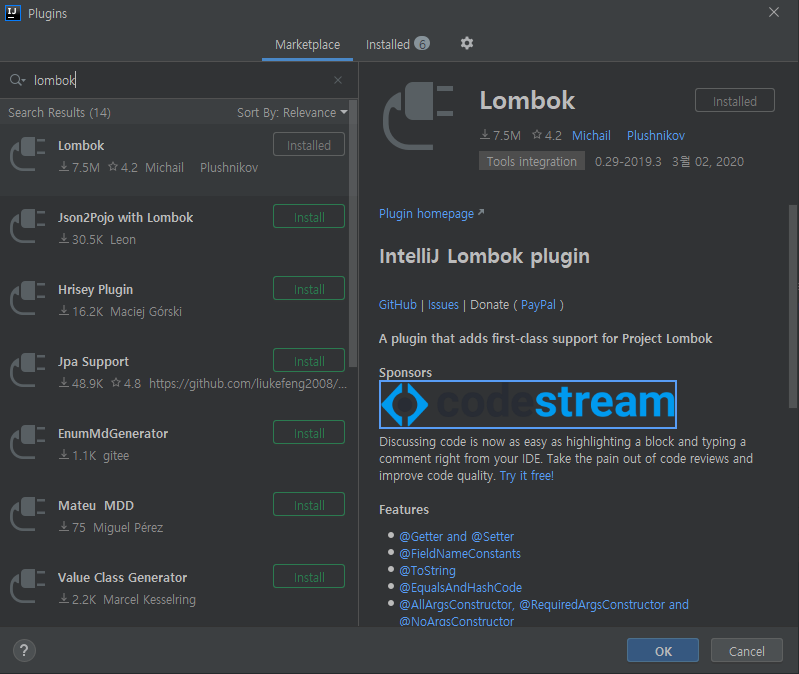 IJ Plugins
Marketplace Installed 6
lombok
Search Results (14) Sort By: Relevance
Lombok Installed
7.5M 4.2 Michail Plushnikov
Json2Pojo with Lombok Install
30.5K Leon
Hrisey Plugin Install
16.2K Maciej Górski
Jpa Support Install
48.9K 4.8 https://github.com/liukefeng2008/...
EnumMdGenerator Install
1.1K gitee
Mateu MDD Install
75 Miguel Pérez
Value Class Generator Install
2.2K Marcel Kesselring
Lombok Installed
7.5M 4.2 Michail Plushnikov
Tools integration 0.29-2019.3 3월 02, 2020
Plugin homepage
IntelliJ Lombok plugin
GitHub | Issues | Donate ( PayPal )
A plugin that adds first-class support for Project Lombok
Sponsors
codestream
Discussing code is now as easy as highlighting a block and typing a
comment right from your IDE. Take the pain out of code reviews and
improve code quality. Try it free!
Features
@Getter and @Setter
@FieldNameConstants
@ToString
@EqualsAndHashCode
@AllArgsConstructor, @RequiredArgsConstructor and
@NoArgsConstructor
? OK Cancel